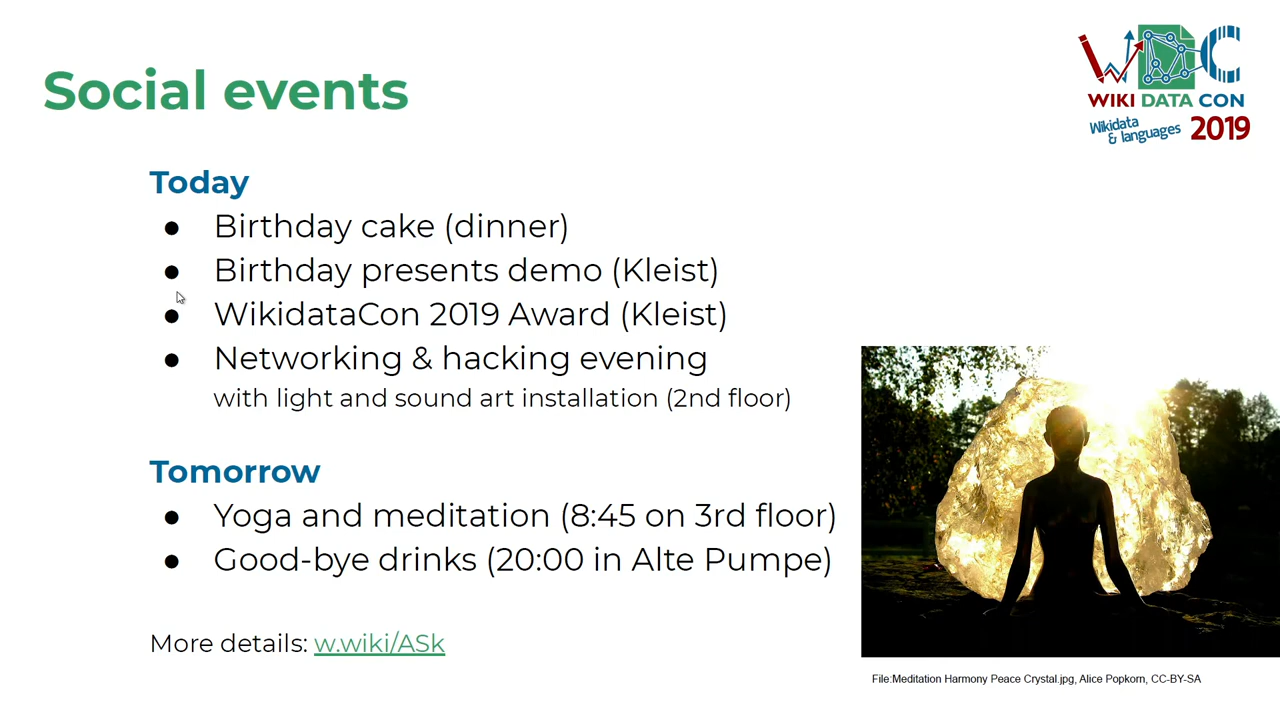 Social events
WIKI DATA CON
Wikidata
& languages
2019
Today
● Birthday cake (dinner)
● Birthday presents demo (Kleist)
● WikidataCon 2019 Award (Kleist)
● Networking & hacking evening
with light and sound art installation (2nd floor)
Tomorrow
● Yoga and meditation (8:45 on 3rd floor)
● Good-bye drinks (20:00 in Alte Pumpe)
More details: w.wiki/ASk
File:Meditation Harmony Peace Crystal.jpg, Alice Popkorn, CC-BY-SA